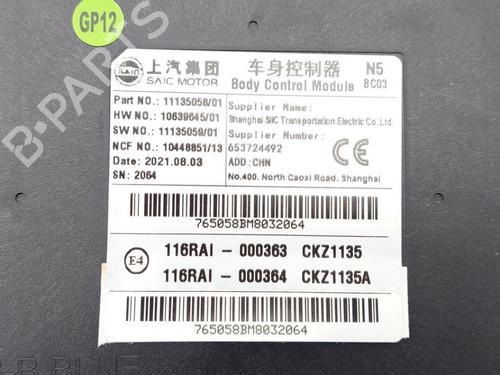 GP12
SAIC
上汽集团
SAIC MOTOR
车身控制器
Body Control Module
N5
BC03
Part NO.: 11135058/01
HW NO.: 10639645/01
SW NO.: 11135059/01
NCF NO.: 10448851/13
Date: 2021.08.03
SN: 2064
Supplier Name:
Shanghai SIIC Transportation Electric Co.,Ltd.
Supplier Number:
653724492
ADD: CHN
No.400, North Caoxi Road, Shanghai
CE
765058BM8032064
E4
116RAI - 000363 CKZ1135
116RAI - 000364 CKZ1135A
765058BM8032064
B-PARTS